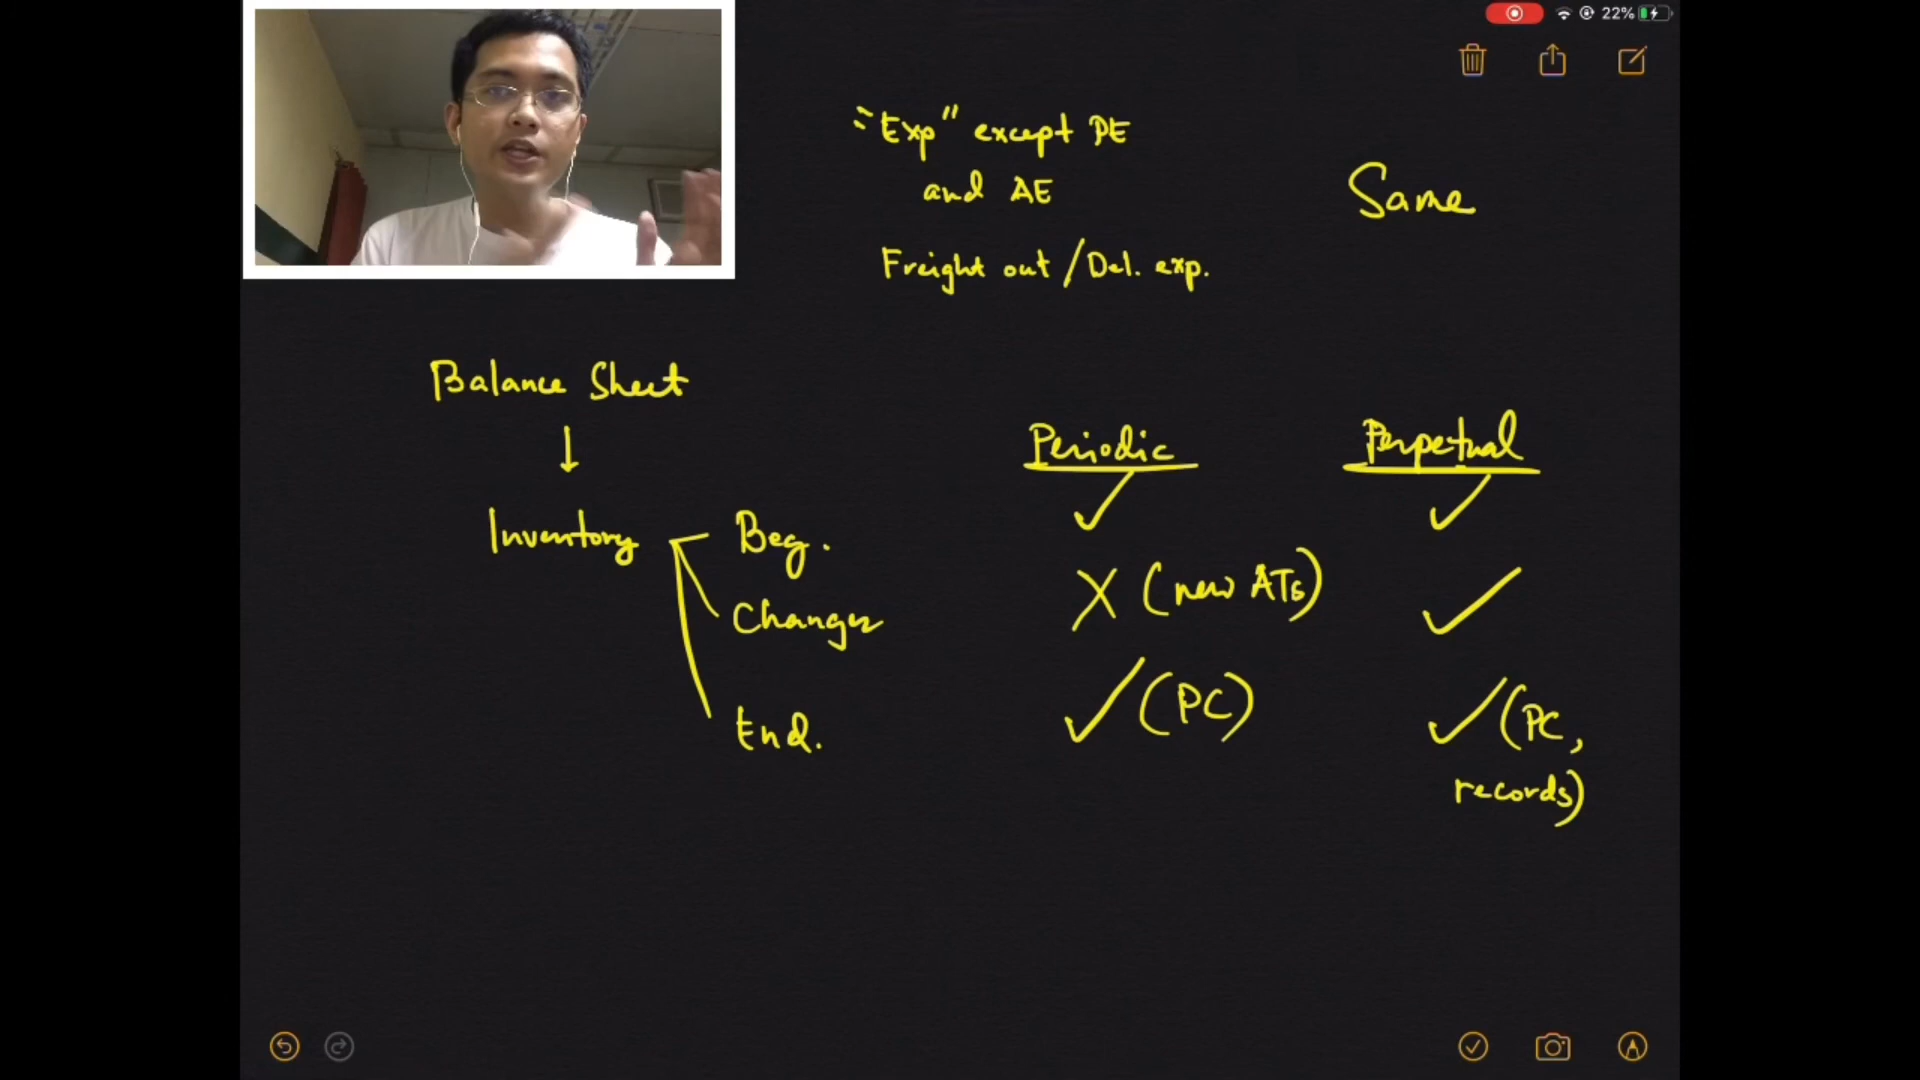 22%
"Exp" except PE
and AE
Same
Freight out / Del. exp.
Balance Sheet
↓
Periodic
Perpetual
Inventory
Beg. ✓ ✓
Changes X (new ATs) ✓
End. ✓ (PC) ✓ (PC,
records)